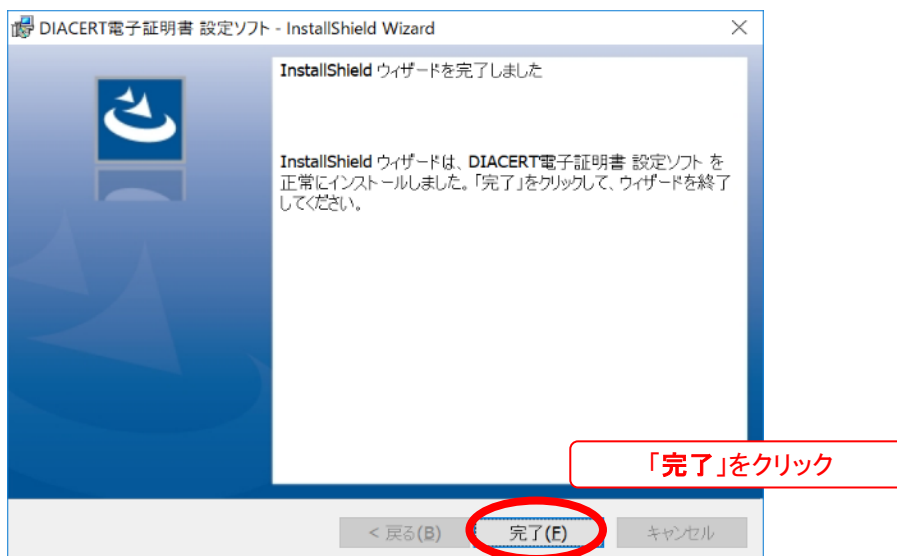 DIACERT電子証明書 設定ソフト - InstallShield Wizard
InstallShield ウィザードを完了しました
InstallShield ウィザードは、DIACERT電子証明書 設定ソフト を
正常にインストールしました。「完了」をクリックして、ウィザードを終了
してください。
「完了」をクリック
< 戻る(B)
完了(F)
キャンセル